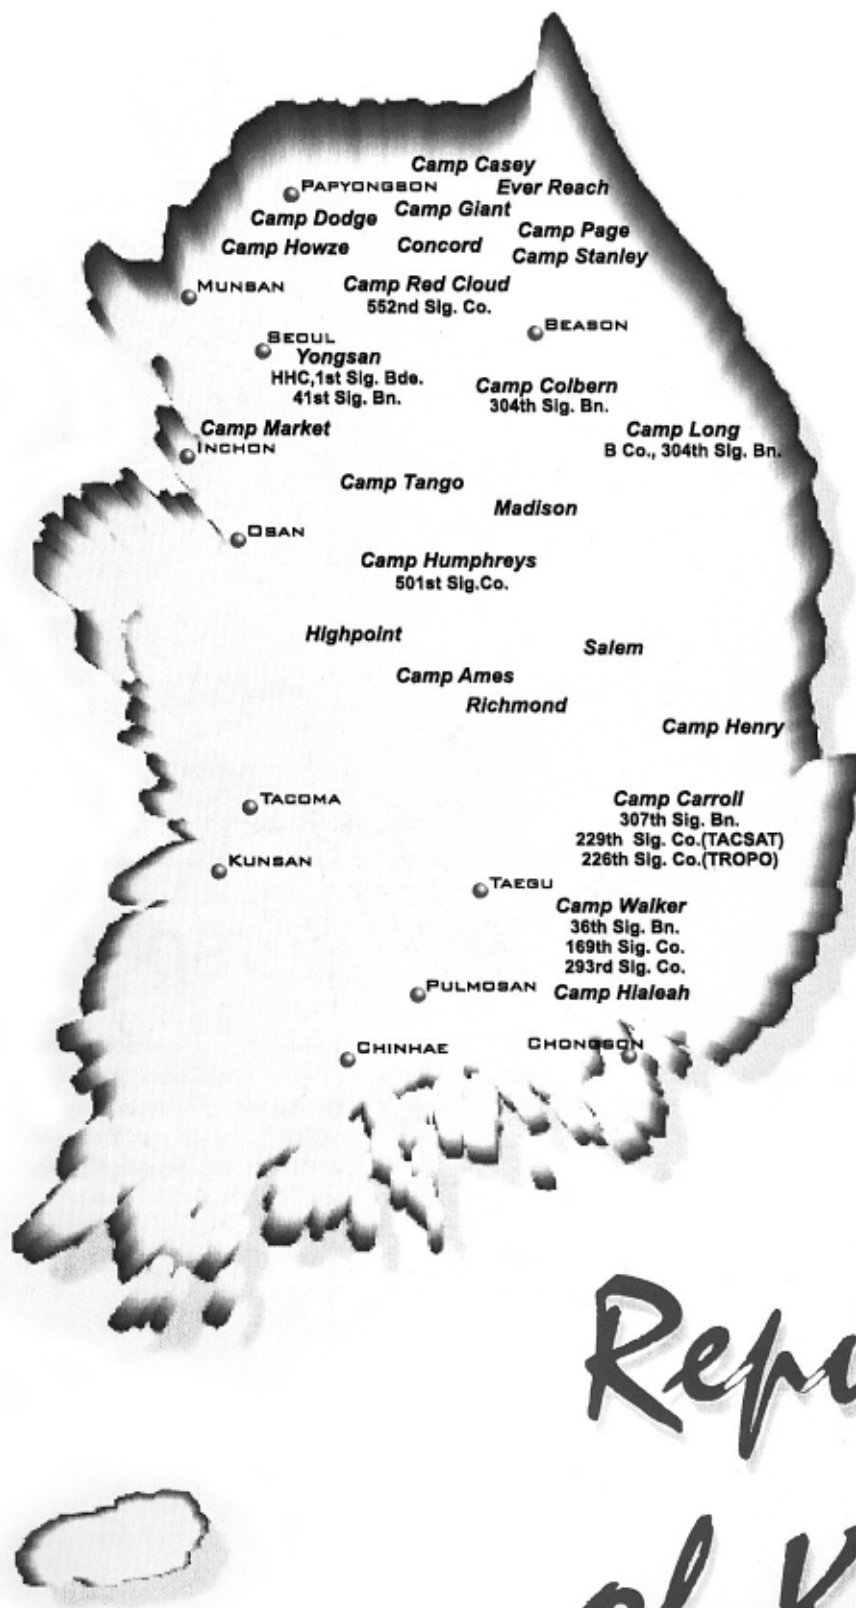 Camp Casey
PAPYONGSON
Ever Reach
Camp Giant
Camp Dodge
Camp Page
Camp Howze
Concord
Camp Stanley
MUNSAN
Camp Red Cloud
552nd Sig. Co.
BEASON
SEOUL
Yongsan
HHC,1st Sig. Bde.
41st Sig. Bn.
Camp Colbern
304th Sig. Bn.
Camp Market
INCHON
Camp Long
B Co., 304th Sig. Bn.
Camp Tango
Madison
OSAN
Camp Humphreys
501st Sig.Co.
Highpoint
Salem
Camp Ames
Richmond
Camp Henry
TACOMA
Camp Carroll
307th Sig. Bn.
229th Sig. Co.(TACSAT)
226th Sig. Co.(TROPO)
KUNSAN
TAEGU
Camp Walker
36th Sig. Bn.
169th Sig. Co.
293rd Sig. Co.
PULMOSAN
Camp Hialeah
CHINHAE
CHONGSON
Repu
of K